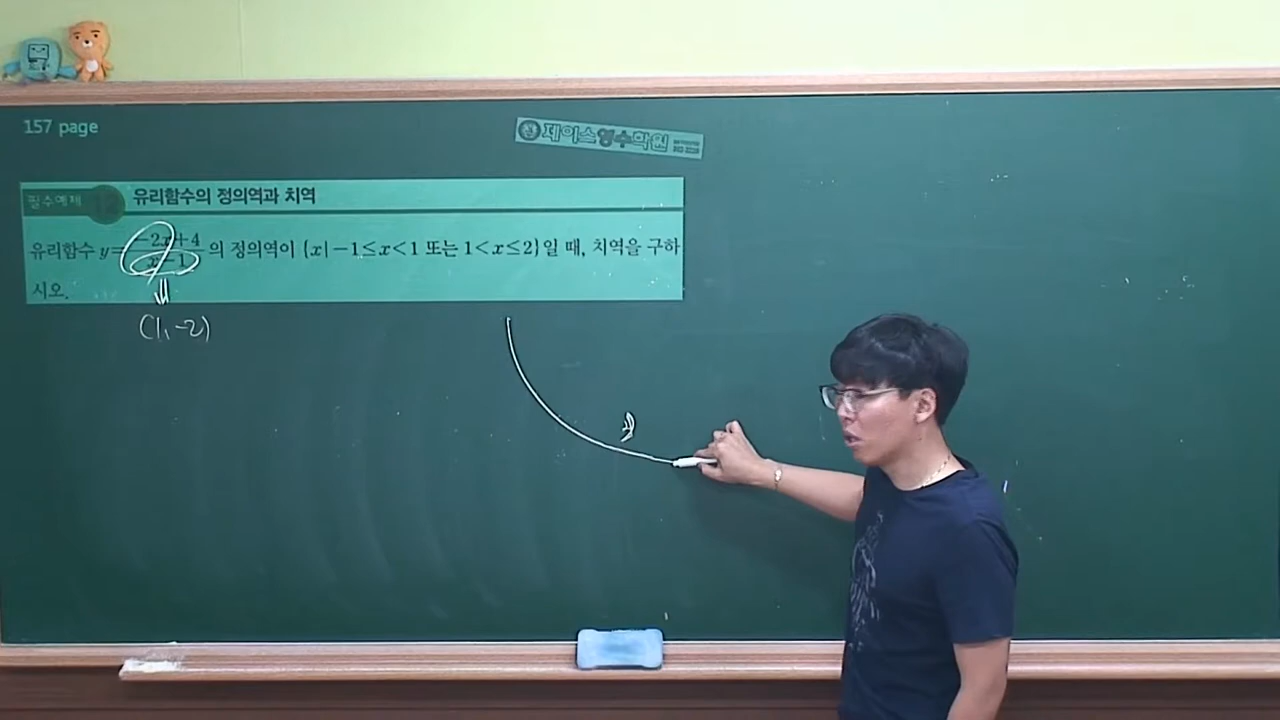 157 page
제이스영수학원
필수예제 12 유리함수의 정의역과 치역
유리함수 y=\frac{-2x+4}{x-1} 의 정의역이 {x|-1≤x<1 또는 1<x≤2}일 때, 치역을 구하
시오.
(1,-2)
2